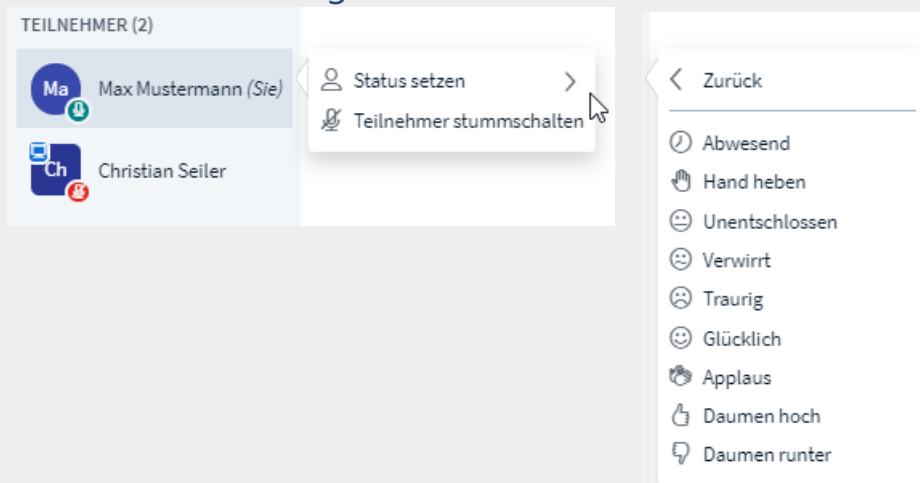 TEILNEHMER (2)
Ma
Max Mustermann (Sie)
Ch
Christian Seiler
Status setzen
Teilnehmer stummschalten
Zurück
Abwesend
Hand heben
Unentschlossen
Verwirrt
Traurig
Glücklich
Applaus
Daumen hoch
Daumen runter